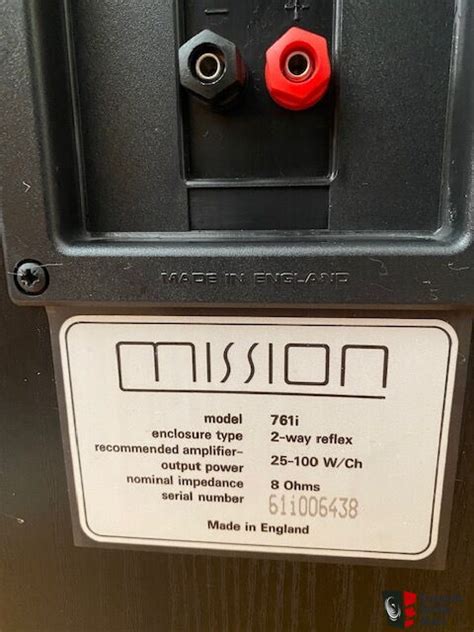 - +
MADE IN ENGLAND
mission
model 761i
enclosure type 2-way reflex
recommended amplifier-
output power 25-100 W/Ch
nominal impedance 8 Ohms
serial number 61i006438
Made in England